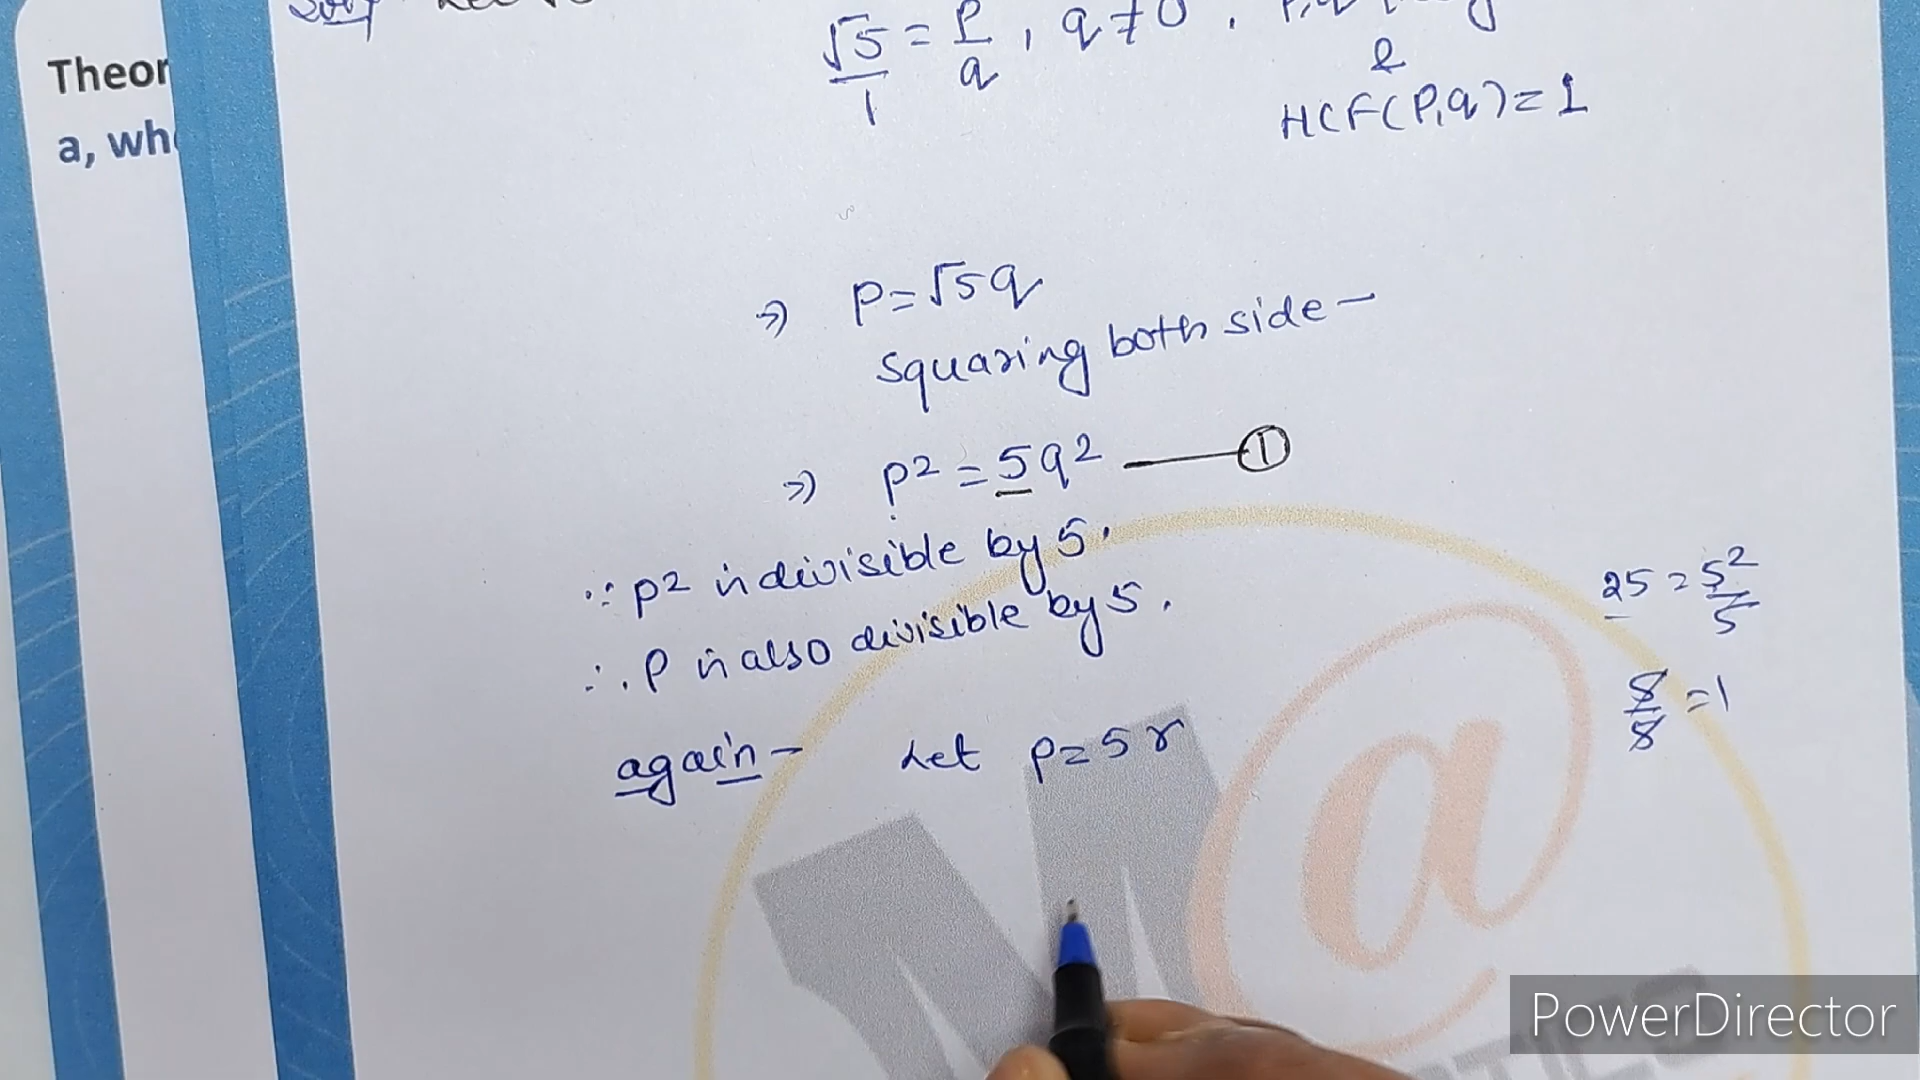 Theor
a, wh
√5/1 = p/q, q≠0.
&
HCF(P,q)=1
⇒ P=√5q
Squaring both side -
⇒ p² = 5q² —— ①
∵ p² is divisible by 5.
∴ P is also divisible by 5.
25 = 5²/5
8/8 = 1
again - Let p=5r
PowerDirector